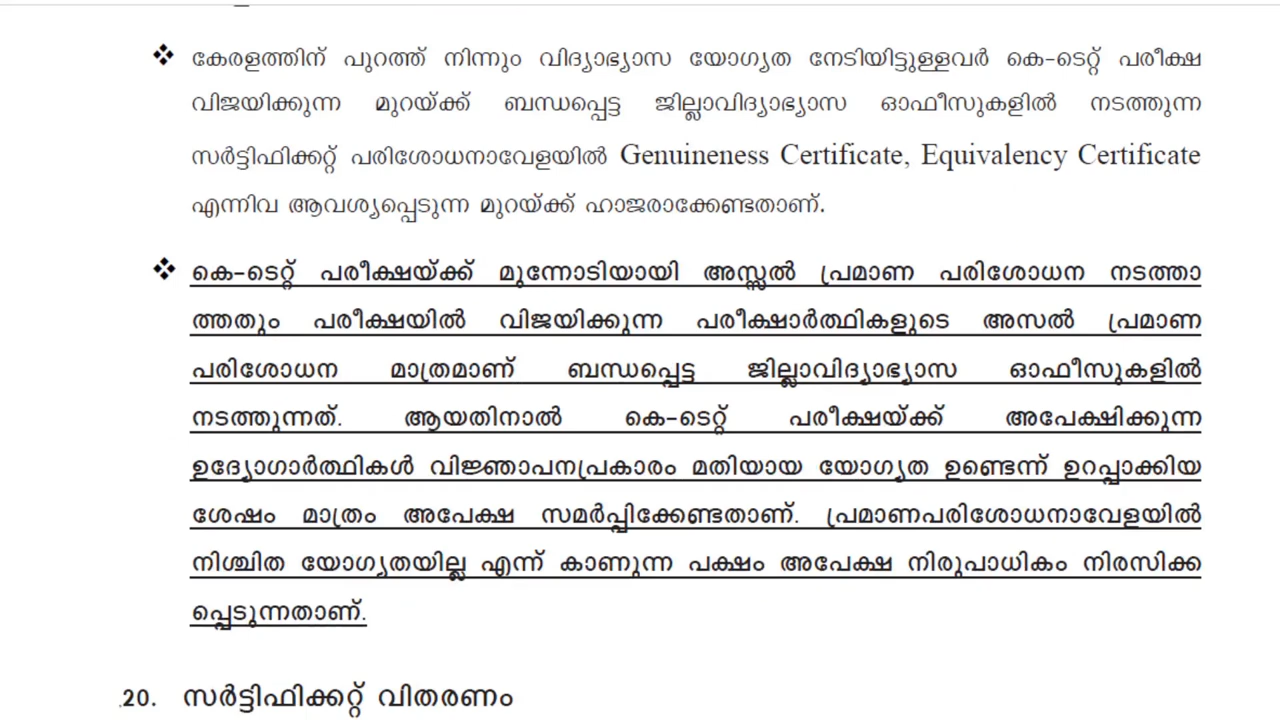 ❖ കേരളത്തിന് പുറത്ത് നിന്നും വിദ്യാഭ്യാസ യോഗ്യത നേടിയിട്ടുള്ളവർ കെ-ടെറ്റ് പരീക്ഷ
വിജയിക്കുന്ന മുറയ്ക്ക് ബന്ധപ്പെട്ട ജില്ലാവിദ്യാഭ്യാസ ഓഫീസുകളിൽ നടത്തുന്ന
സർട്ടിഫിക്കറ്റ് പരിശോധനാവേളയിൽ Genuineness Certificate, Equivalency Certificate
എന്നിവ ആവശ്യപ്പെടുന്ന മുറയ്ക്ക് ഹാജരാക്കേണ്ടതാണ്.
❖ കെ-ടെറ്റ് പരീക്ഷയ്ക്ക് മുന്നോടിയായി അസ്സൽ പ്രമാണ പരിശോധന നടത്താ
ത്തതും പരീക്ഷയിൽ വിജയിക്കുന്ന പരീക്ഷാർത്ഥികളുടെ അസൽ പ്രമാണ
പരിശോധന മാത്രമാണ് ബന്ധപ്പെട്ട ജില്ലാവിദ്യാഭ്യാസ ഓഫീസുകളിൽ
നടത്തുന്നത്. ആയതിനാൽ കെ-ടെറ്റ് പരീക്ഷയ്ക്ക് അപേക്ഷിക്കുന്ന
ഉദ്യോഗാർത്ഥികൾ വിജ്ഞാപനപ്രകാരം മതിയായ യോഗ്യത ഉണ്ടെന്ന് ഉറപ്പാക്കിയ
ശേഷം മാത്രം അപേക്ഷ സമർപ്പിക്കേണ്ടതാണ്. പ്രമാണപരിശോധനാവേളയിൽ
നിശ്ചിത യോഗ്യതയില്ല എന്ന് കാണുന്ന പക്ഷം അപേക്ഷ നിരുപാധികം നിരസിക്ക
പ്പെടുന്നതാണ്.
20. സർട്ടിഫിക്കറ്റ് വിതരണം